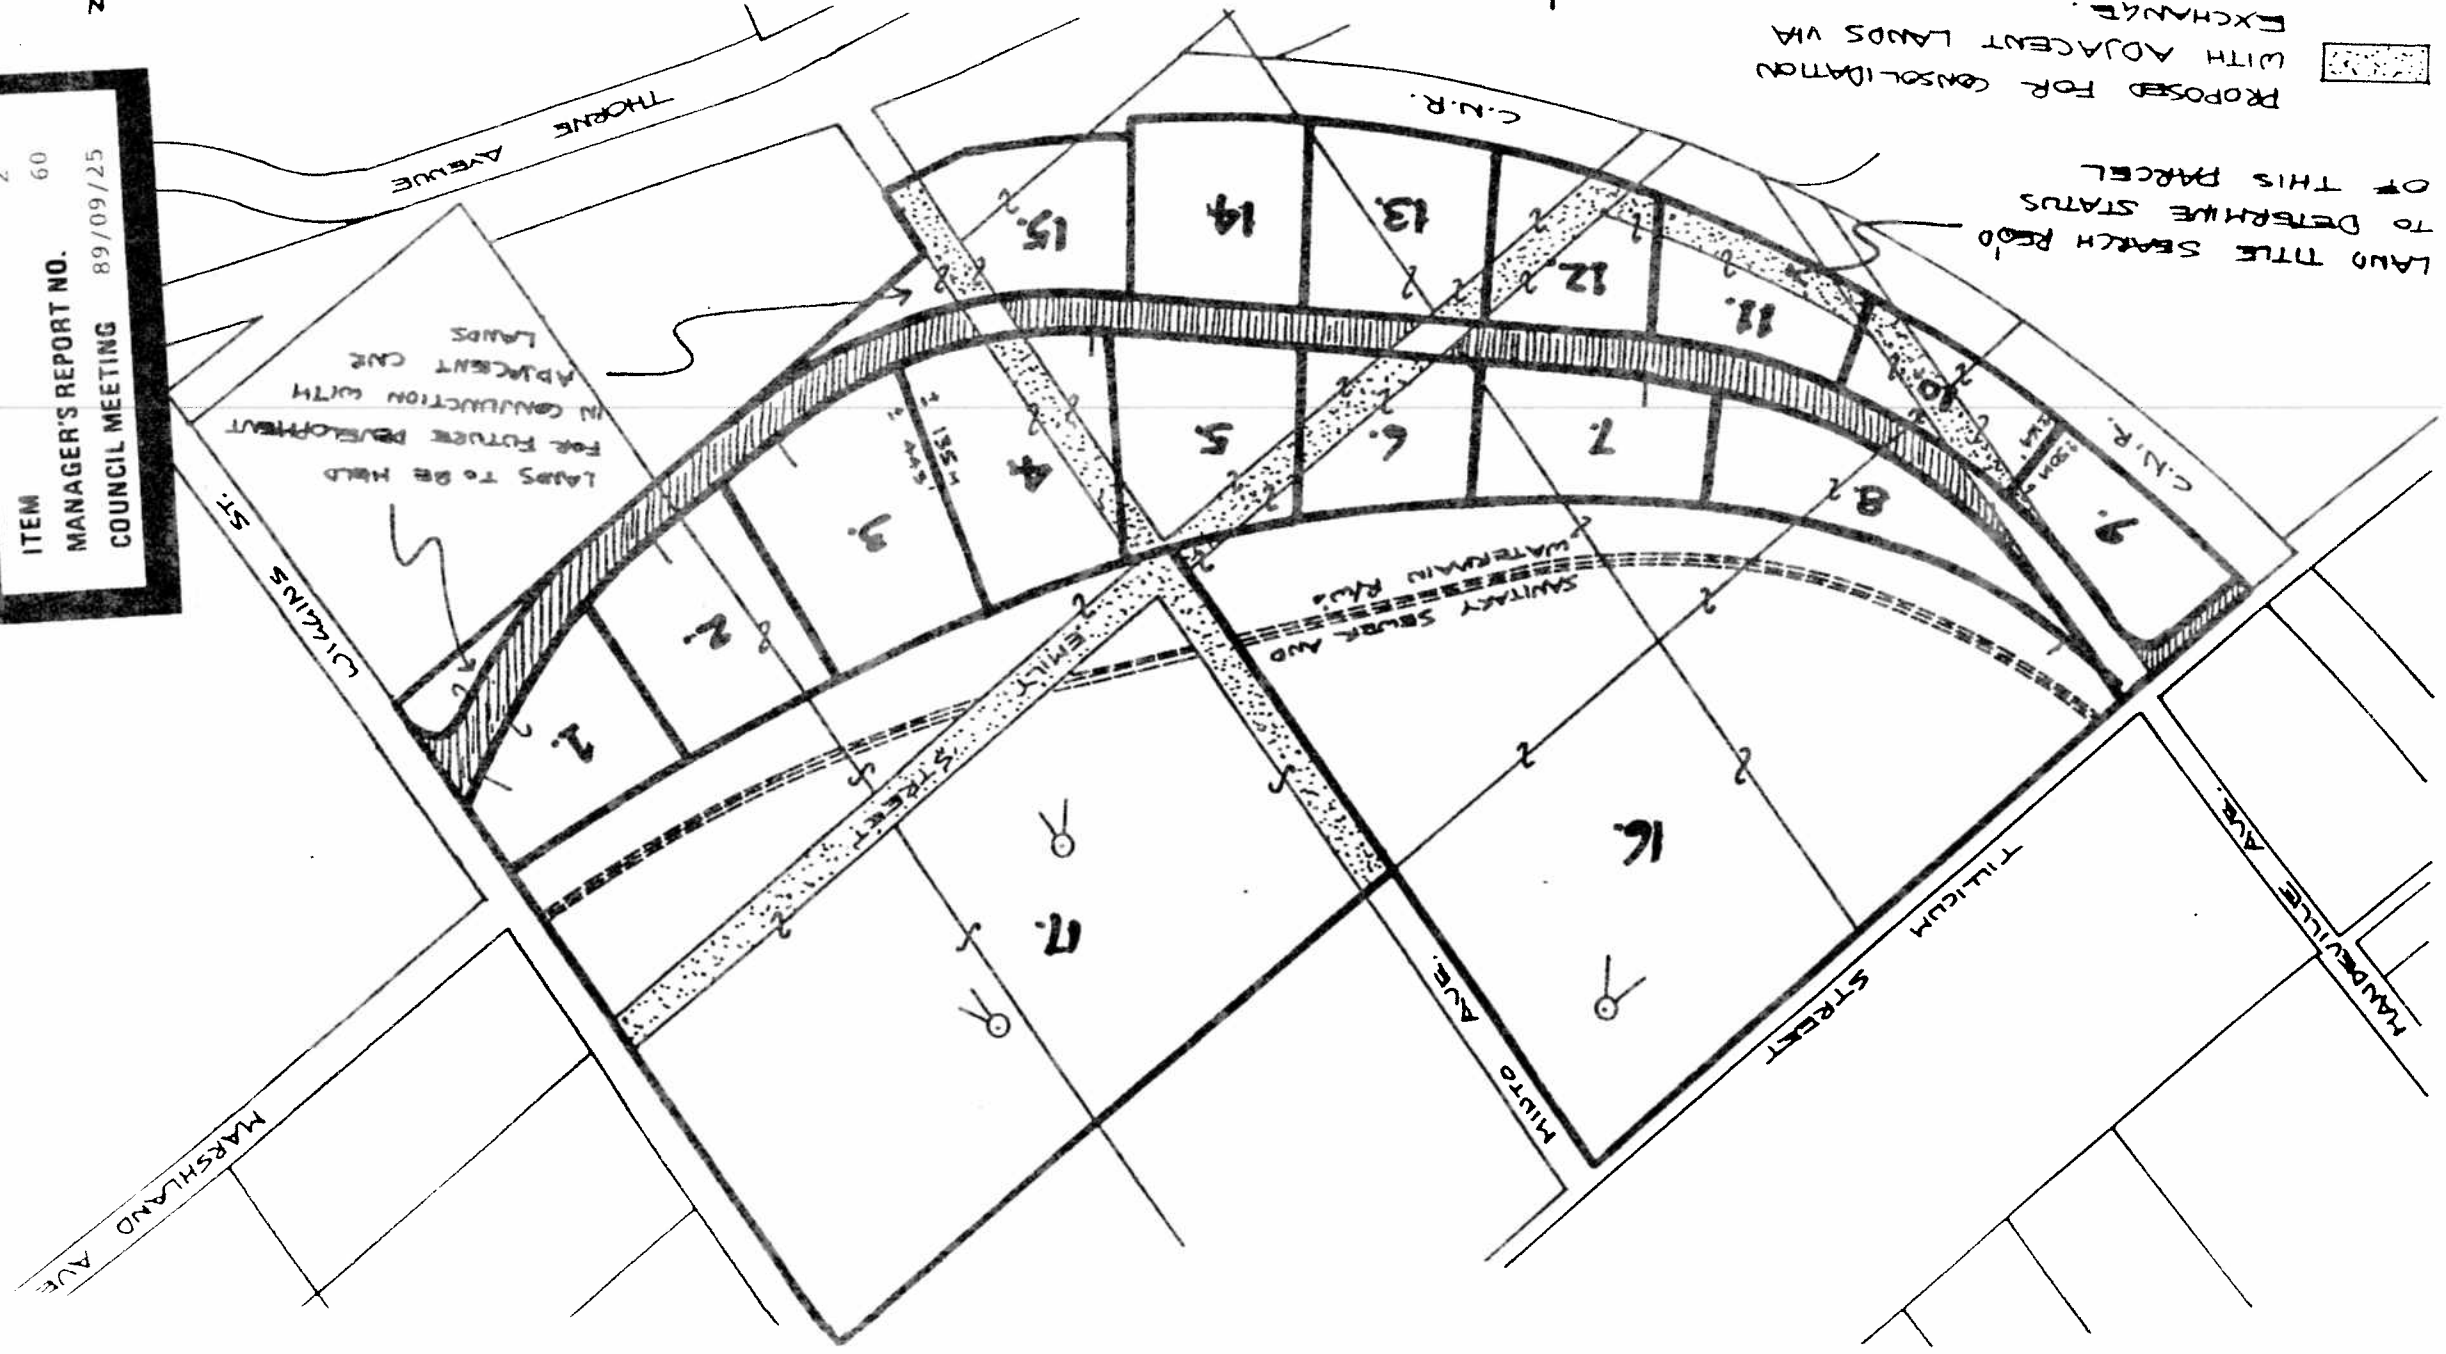 ITEM 2
MANAGER'S REPORT NO. 60
COUNCIL MEETING 89/09/25
PROPOSED FOR CONSOLIDATION
WITH ADJACENT LANDS VIA
EXCHANGE.
LAND TITLE SEARCH REQ'D
TO DETERMINE STATUS
OF THIS PARCEL
LANDS TO BE HELD
FOR FUTURE DEVELOPMENT
IN CONJUNCTION WITH
ADJACENT CNR
LANDS
THORNE AVENUE
C.N.R.
C.N.R.
WIGGINS ST.
MARSHLAND AVE
EMILY STREET
MINTO AVE.
TILLICUM STREET
MANDEVILLE AVE.
SANITARY SEWER AND
WATERMAIN R/W'S
1.
2.
3.
4.
5.
6.
7.
8.
9.
10
11.
12.
13.
14.
15.
16.
17.
N